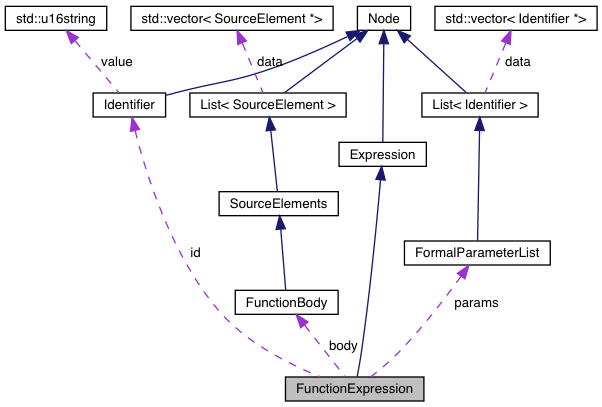 std::u16string
std::vector< SourceElement *>
Node
std::vector< Identifier *>
value
data
data
Identifier
List< SourceElement >
List< Identifier >
Expression
SourceElements
id
FormalParameterList
FunctionBody
params
body
FunctionExpression